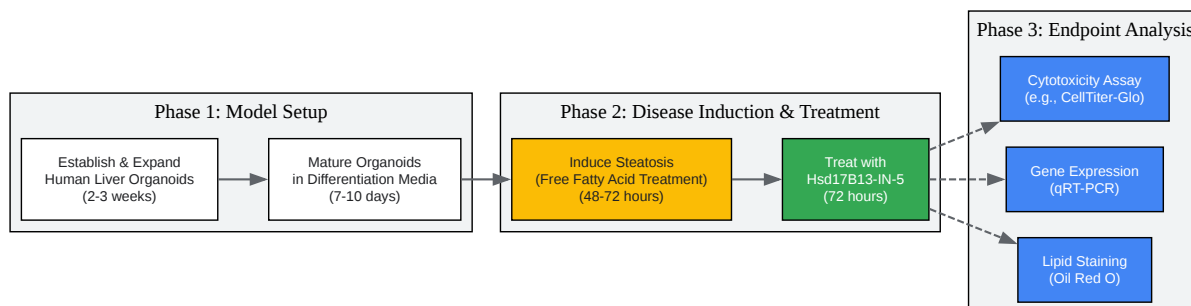 Phase 1: Model Setup
Establish & Expand
Human Liver Organoids
(2-3 weeks)
Mature Organoids
in Differentiation Media
(7-10 days)
Phase 2: Disease Induction & Treatment
Induce Steatosis
(Free Fatty Acid Treatment)
(48-72 hours)
Treat with
Hsd17B13-IN-5
(72 hours)
Phase 3: Endpoint Analysis
Cytotoxicity Assay
(e.g., CellTiter-Glo)
Gene Expression
(qRT-PCR)
Lipid Staining
(Oil Red O)